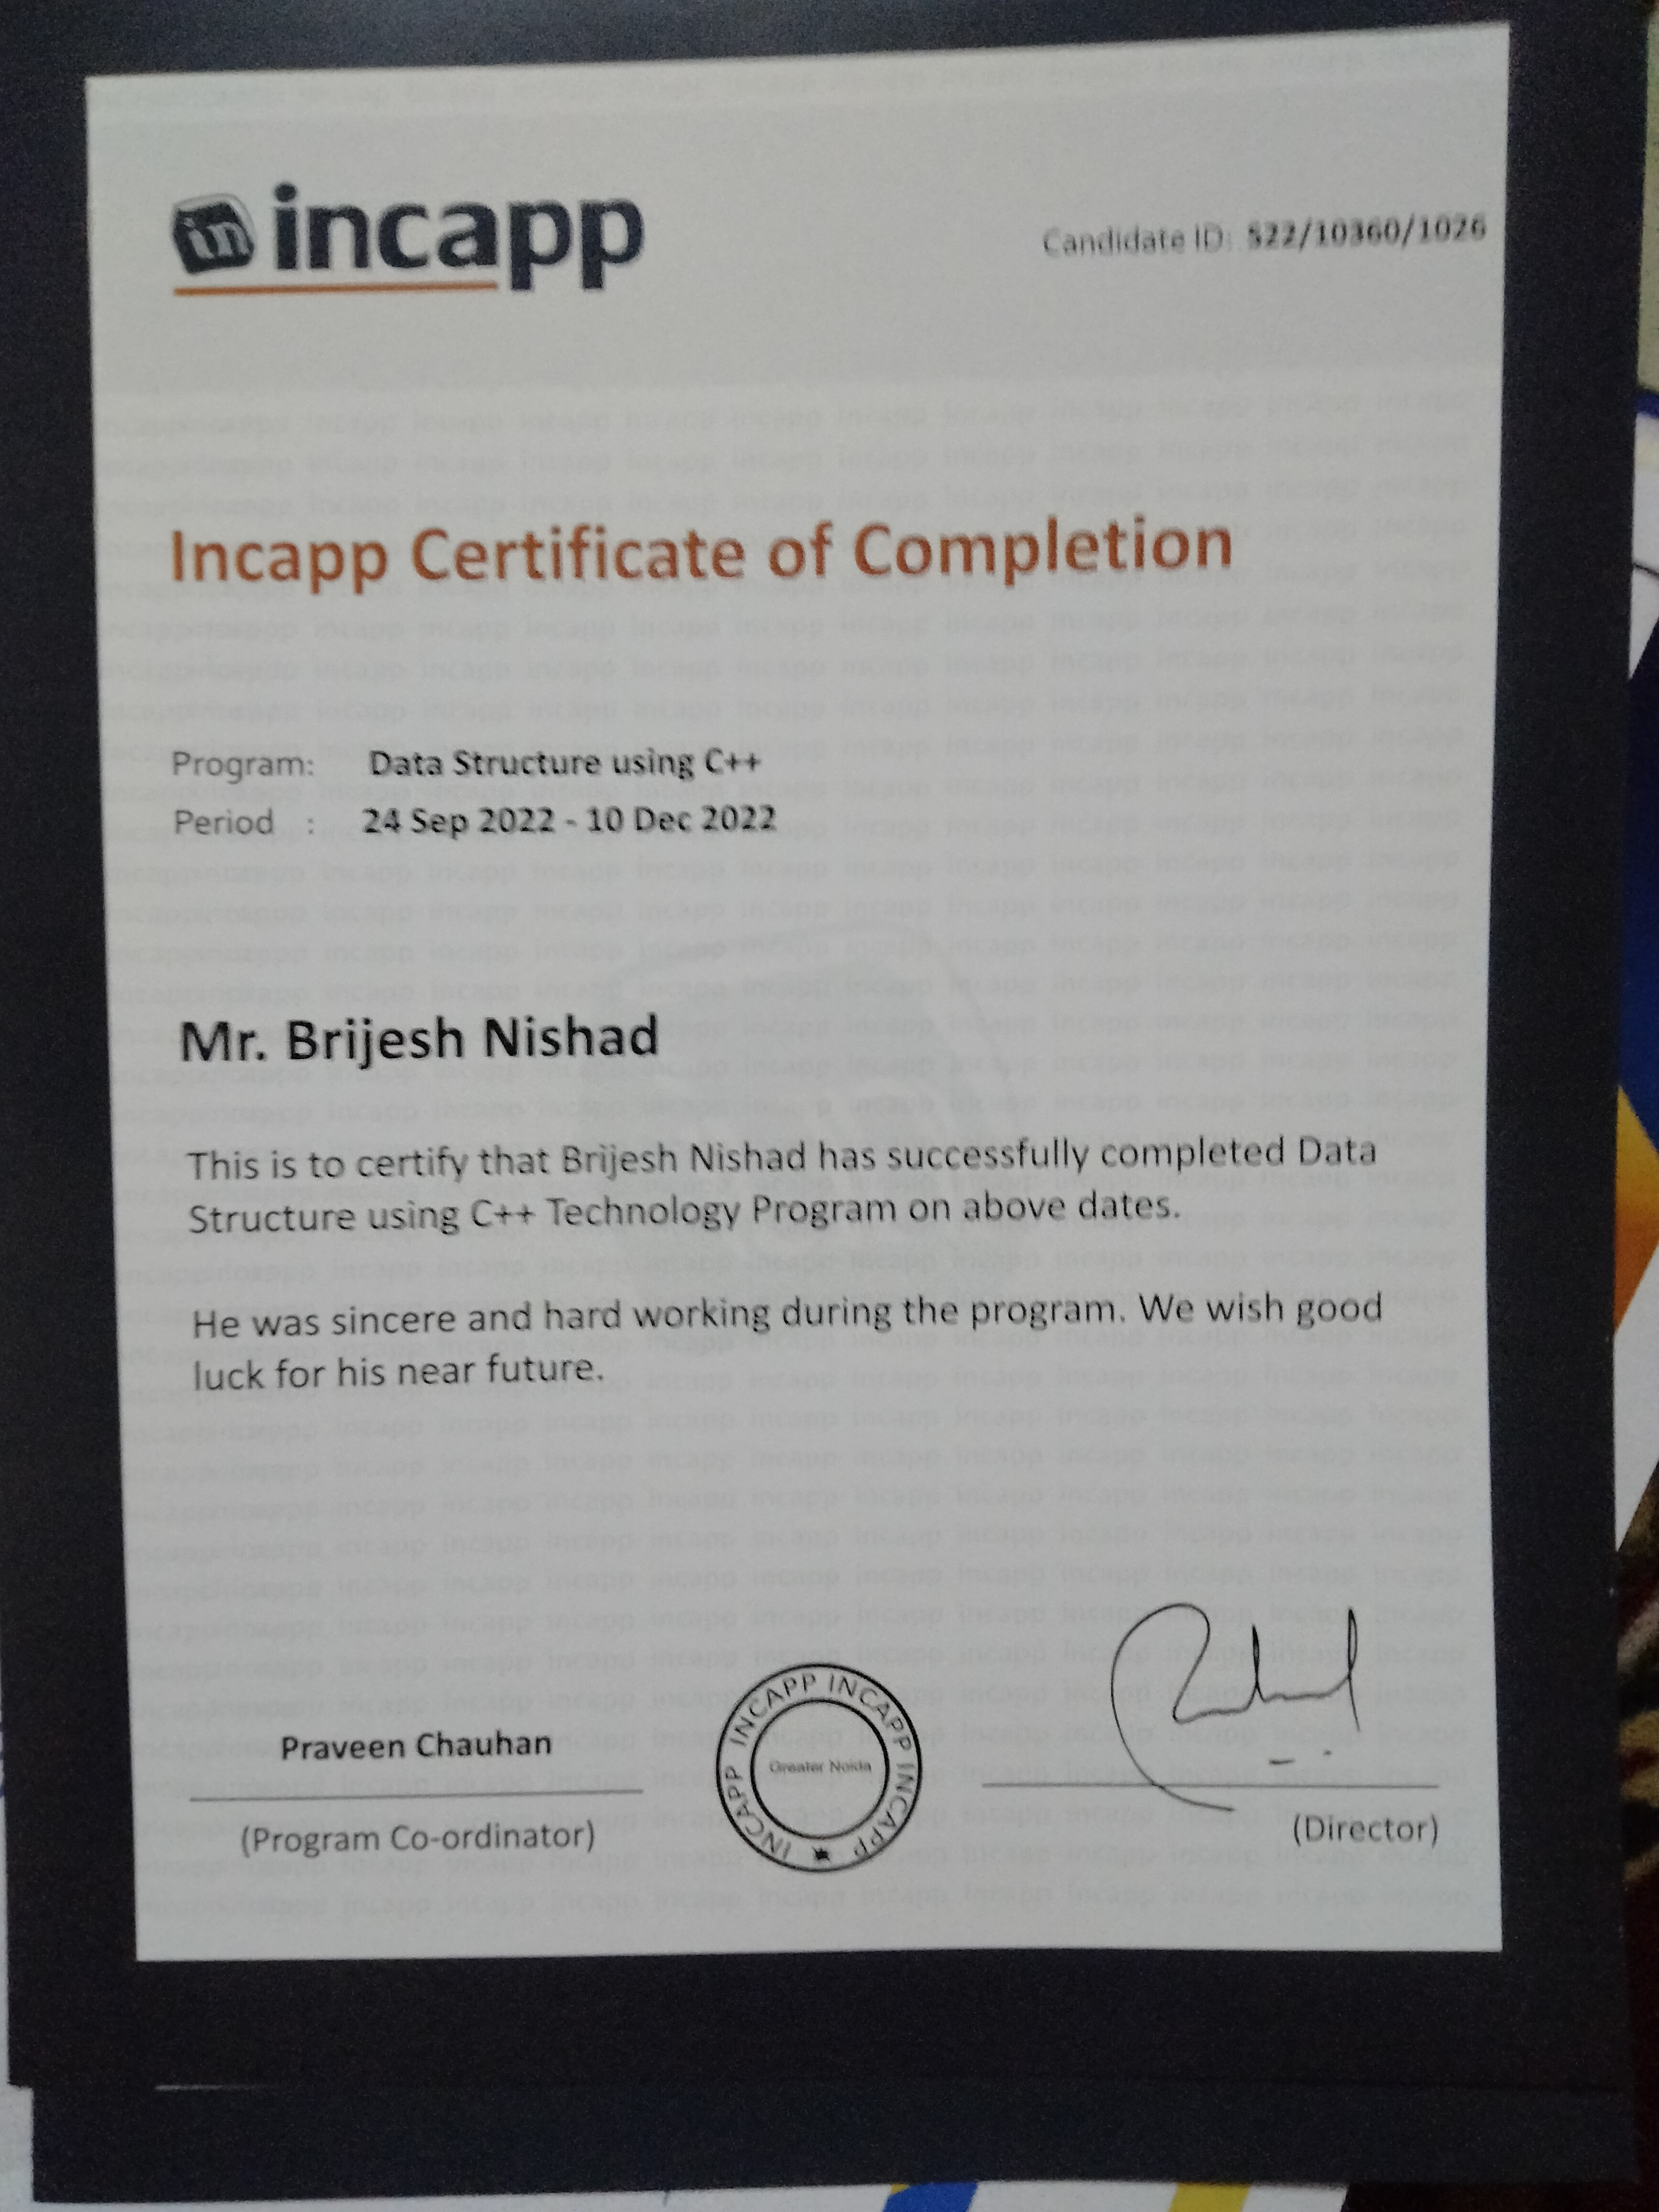 in incapp
Candidate ID: S22/10360/1026
Incapp Certificate of Completion
Program: Data Structure using C++
Period : 24 Sep 2022 - 10 Dec 2022
Mr. Brijesh Nishad
This is to certify that Brijesh Nishad has successfully completed Data
Structure using C++ Technology Program on above dates.
He was sincere and hard working during the program. We wish good
luck for his near future.
Praveen Chauhan
(Program Co-ordinator)
INCAPP INCAPP INCAPP INCAPP
Greater Noida
(Director)